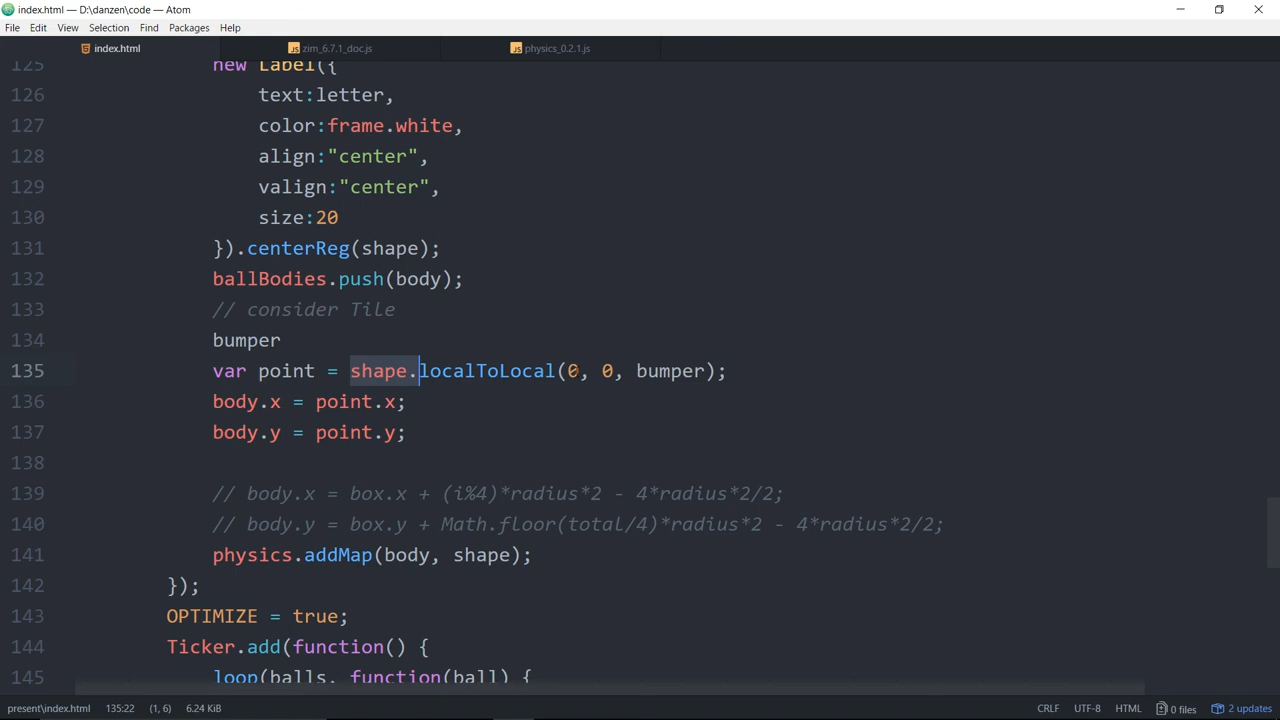 index.html — D:\danzen\code — Atom
File Edit View Selection Find Packages Help
index.html zim_6.7.1_doc.js physics_0.2.1.js
125 new Label({
126 text:letter,
127 color:frame.white,
128 align:"center",
129 valign:"center",
130 size:20
131 }).centerReg(shape);
132 ballBodies.push(body);
133 // consider Tile
134 bumper
135 var point = shape.localToLocal(0, 0, bumper);
136 body.x = point.x;
137 body.y = point.y;
138
139 // body.x = box.x + (i%4)*radius*2 - 4*radius*2/2;
140 // body.y = box.y + Math.floor(total/4)*radius*2 - 4*radius*2/2;
141 physics.addMap(body, shape);
142 });
143 OPTIMIZE = true;
144 Ticker.add(function() {
145 loop(balls, function(ball) {
present\index.html 135:22 (1, 6) 6.24 KiB CRLF UTF-8 HTML 0 files 2 updates